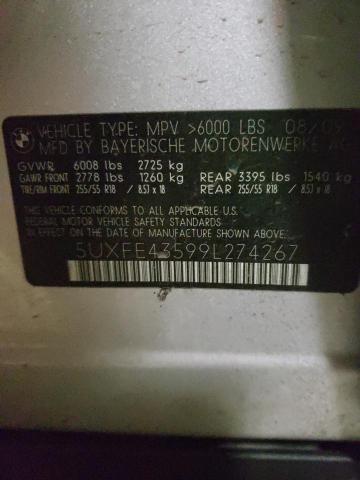 BMW
VEHICLE TYPE: MPV >6000 LBS 08/09
MFD BY BAYERISCHE MOTORENWERKE AG
GVWR 6008 lbs 2725 kg
GAWR FRONT 2778 lbs 1260 kg REAR 3395 lbs 1540 kg
TIRE/RIM FRONT 255/55 R18 / 8.5J x 18 REAR 255/55 R18 / 8.5J x 18
5UXFE43599L274267
THIS VEHICLE CONFORMS TO ALL APPLICABLE
FEDERAL MOTOR VEHICLE SAFETY STANDARDS
IN EFFECT ON THE DATE OF
MANUFACTURE SHOWN ABOVE.